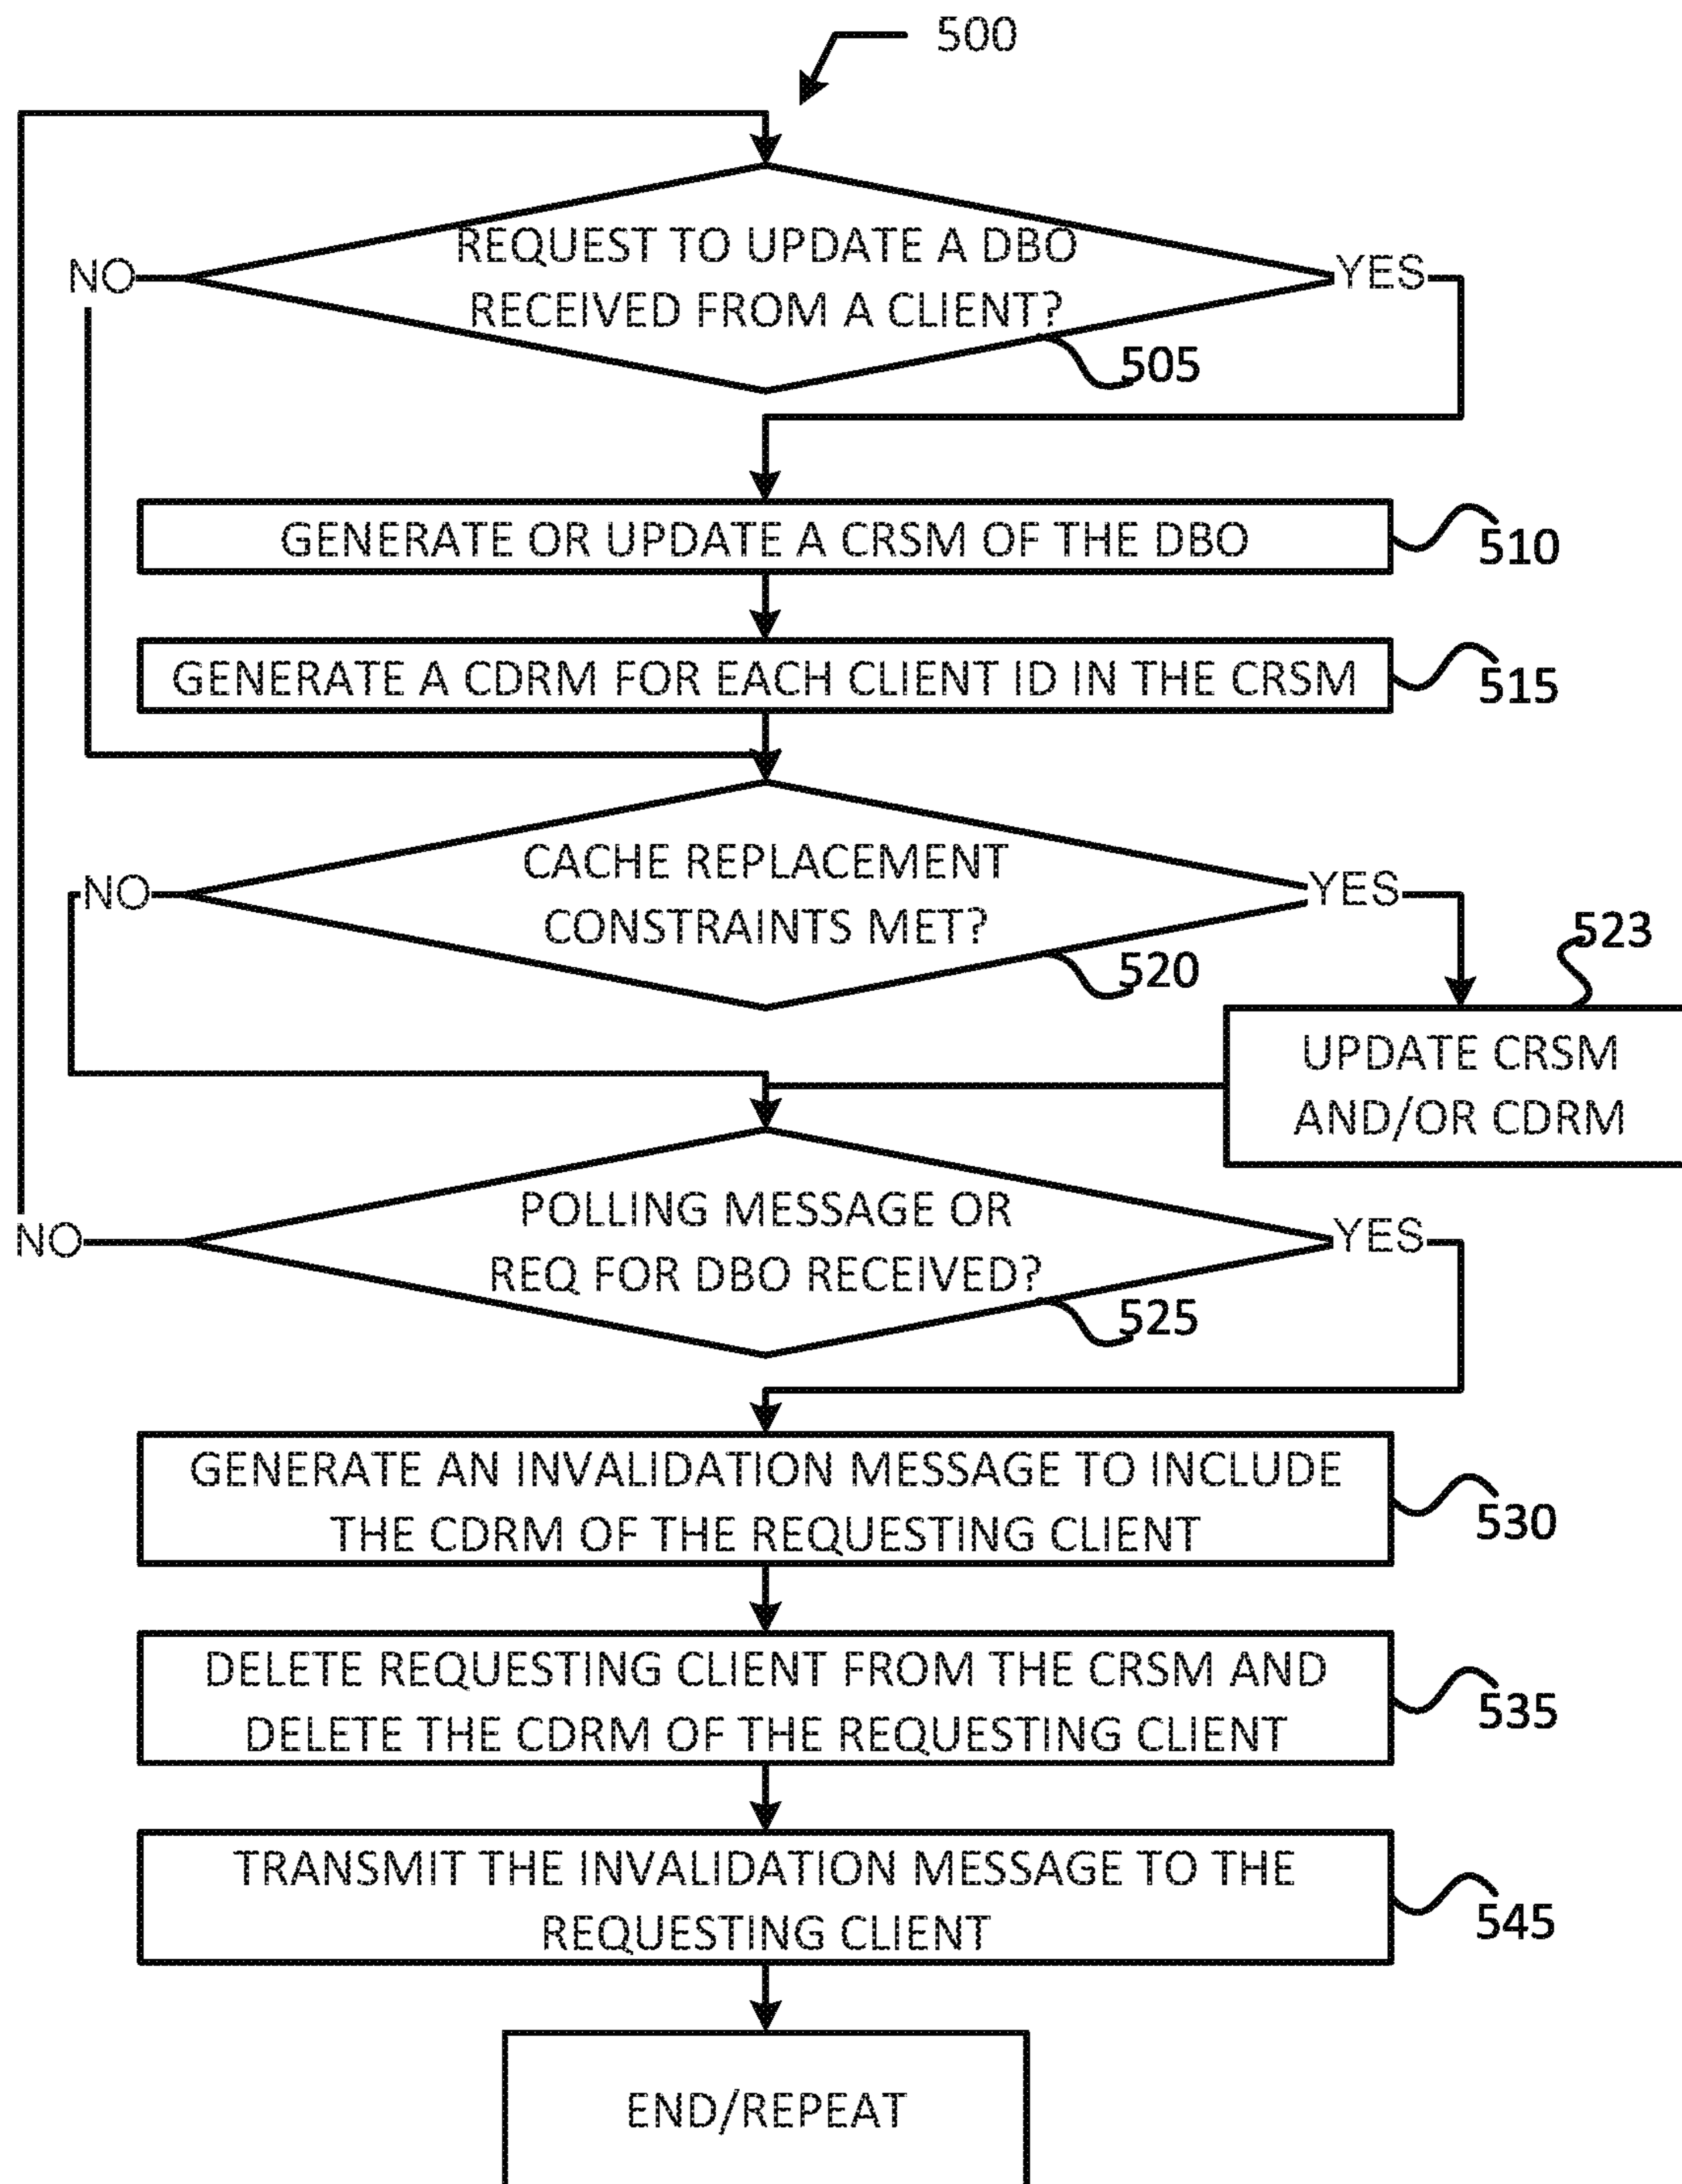 500
REQUEST TO UPDATE A DBO
RECEIVED FROM A CLIENT?
NO
YES
505
GENERATE OR UPDATE A CRSM OF THE DBO
510
GENERATE A CDRM FOR EACH CLIENT ID IN THE CRSM
515
CACHE REPLACEMENT
CONSTRAINTS MET?
NO
YES
520
523
UPDATE CRSM
AND/OR CDRM
POLLING MESSAGE OR
REQ FOR DBO RECEIVED?
NO
YES
525
GENERATE AN INVALIDATION MESSAGE TO INCLUDE
THE CDRM OF THE REQUESTING CLIENT
530
DELETE REQUESTING CLIENT FROM THE CRSM AND
DELETE THE CDRM OF THE REQUESTING CLIENT
535
TRANSMIT THE INVALIDATION MESSAGE TO THE
REQUESTING CLIENT
545
END/REPEAT